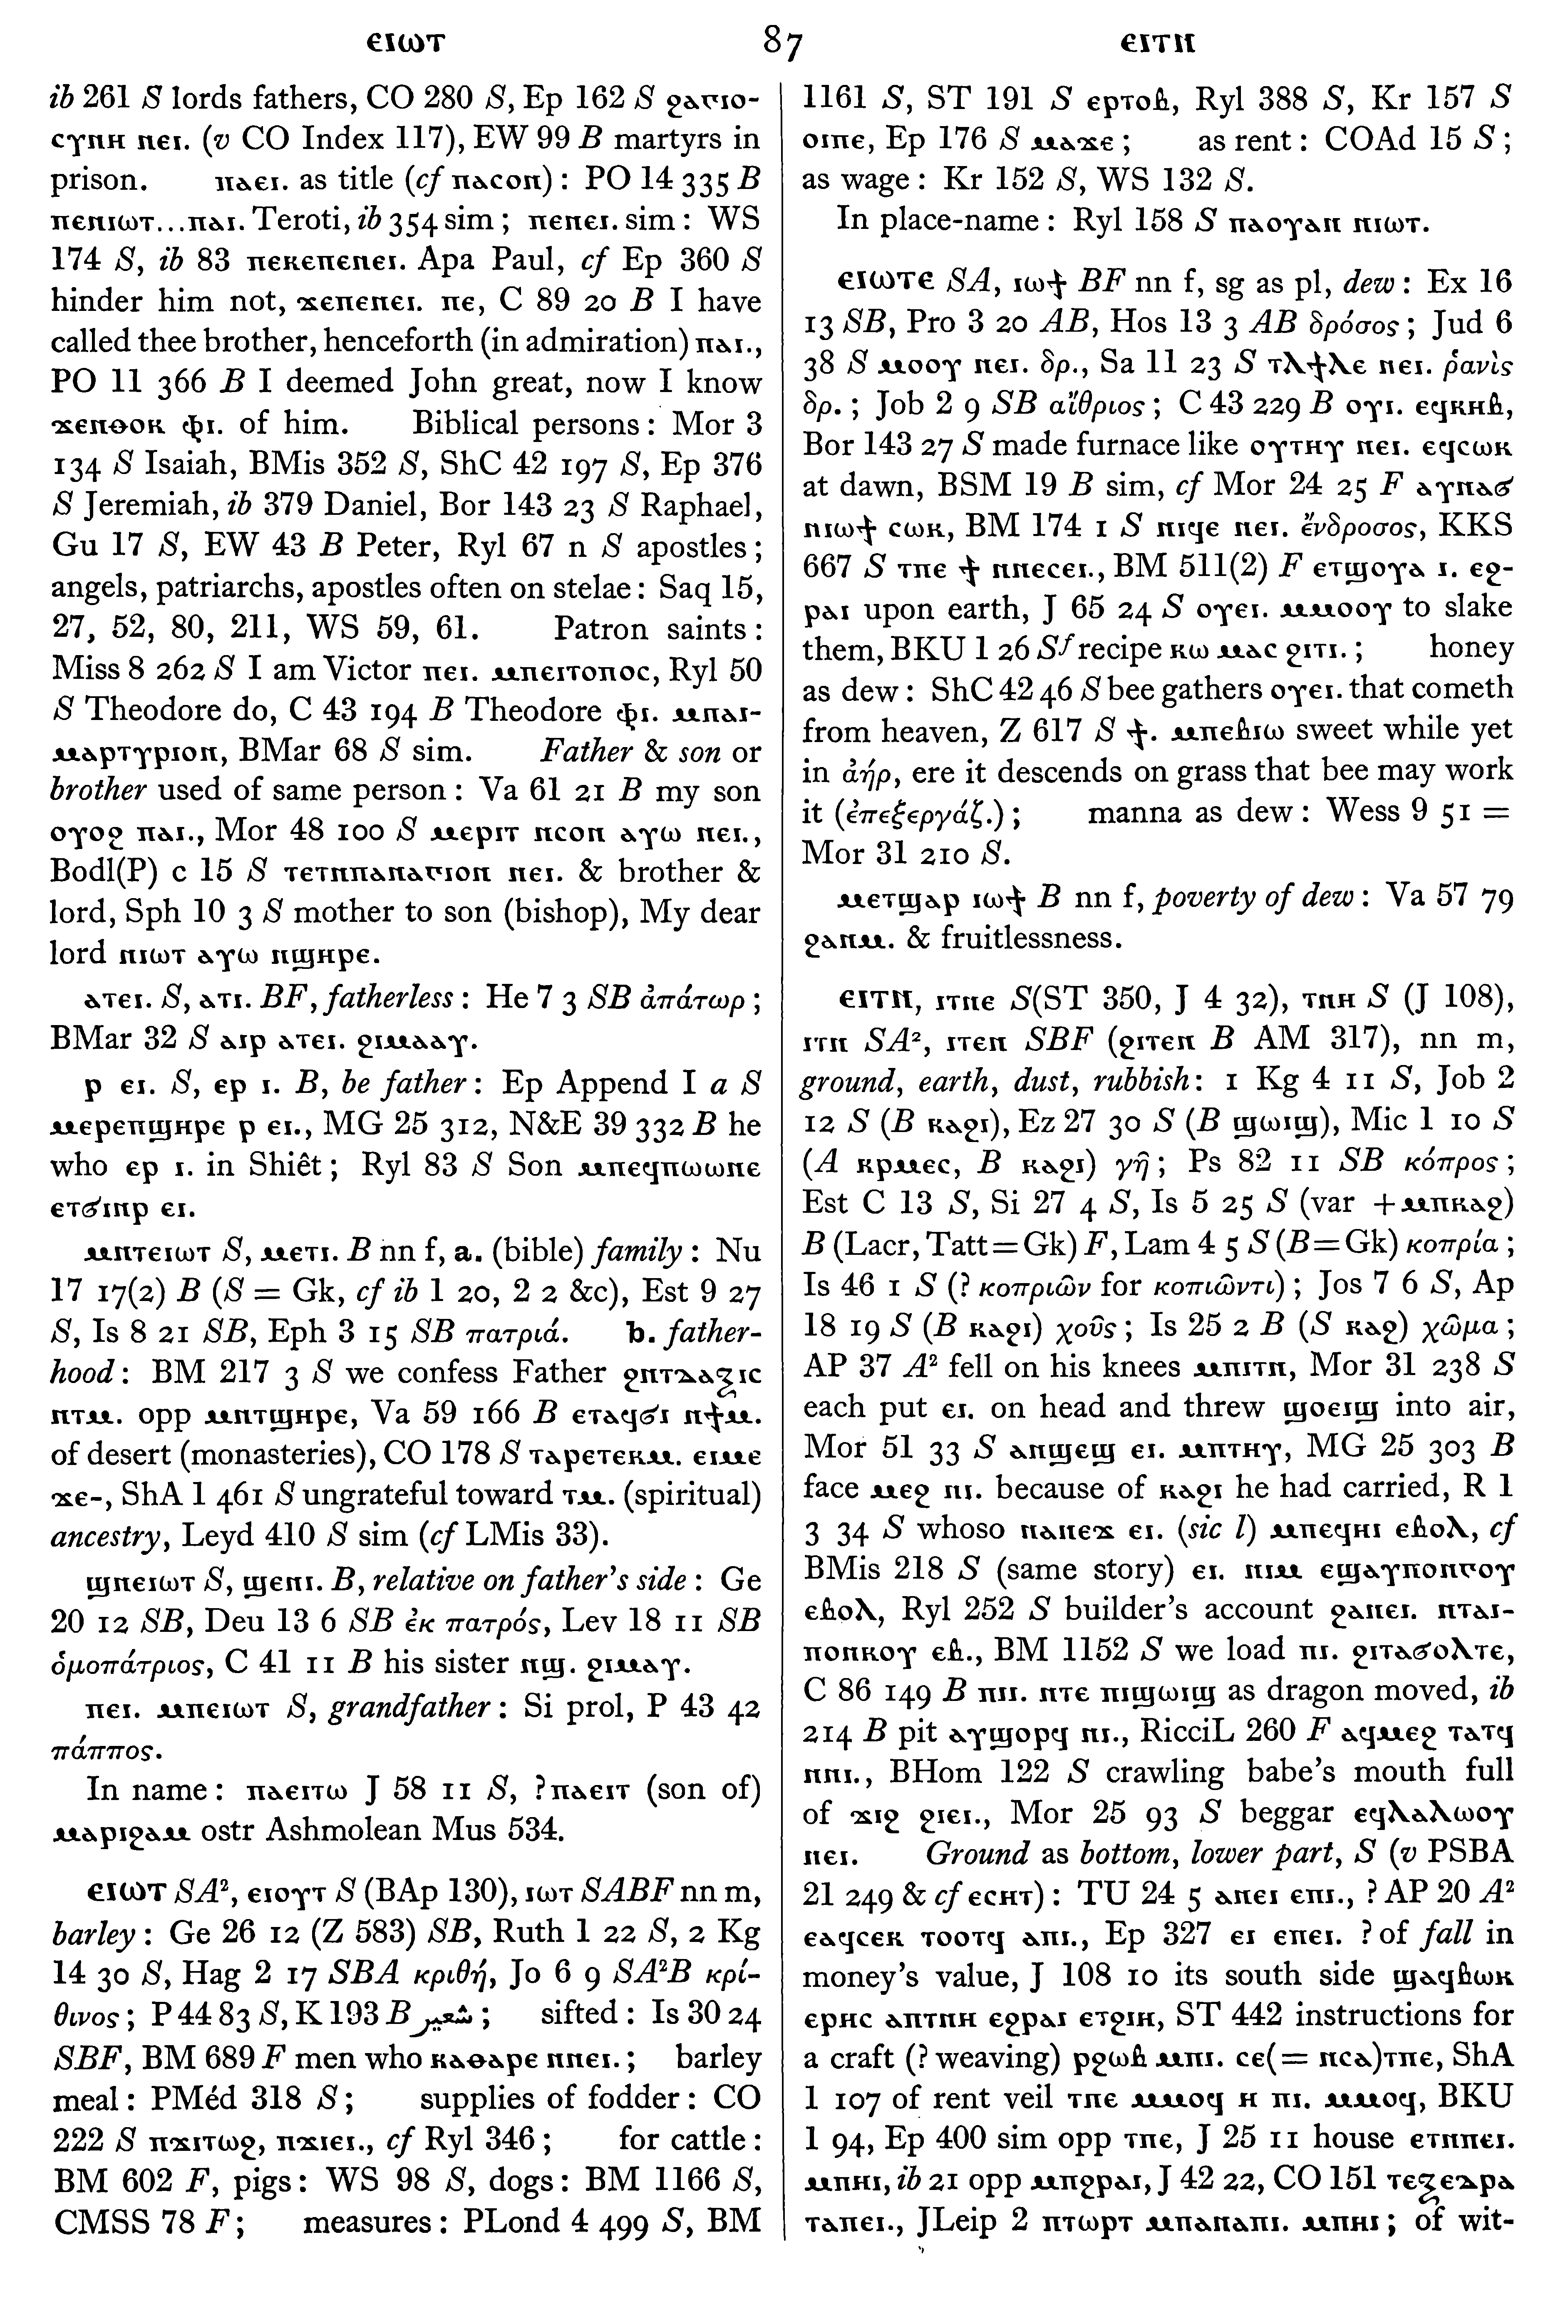 ⲉⲓⲱⲧ 87 ⲉⲓⲧⲛ
ib 261 S lords fathers, CO 280 S, Ep 162 S ϩⲁⲅⲓⲟ-
ⲥⲩⲛⲏ ⲛⲉⲓ. (v CO Index 117), EW 99 B martyrs in
prison. ⲡⲁⲉⲓ. as title (cf ⲡⲁⲥⲟⲛ): PO 14 335 B
ⲡⲉⲛⲓⲱⲧ...ⲡⲁⲓ. Teroti, ib 354 sim; ⲡⲉⲛⲉⲓ. sim: WS
174 S, ib 83 ⲡⲉⲕⲉⲡⲉⲛⲉⲓ. Apa Paul, cf Ep 360 S
hinder him not, ϫⲉⲡⲉⲛⲉⲓ. ⲡⲉ, C 89 20 B I have
called thee brother, henceforth (in admiration) ⲡⲁⲓ.,
PO 11 366 B I deemed John great, now I know
ϫⲉⲛⲑⲟⲕ ⲫⲓ. of him. Biblical persons: Mor 3
134 S Isaiah, BMis 352 S, ShC 42 197 S, Ep 376
S Jeremiah, ib 379 Daniel, Bor 143 23 S Raphael,
Gu 17 S, EW 43 B Peter, Ryl 67 n S apostles;
angels, patriarchs, apostles often on stelae: Saq 15,
27, 52, 80, 211, WS 59, 61. Patron saints:
Miss 8 262 S I am Victor ⲡⲉⲓ. ⲙⲡⲉⲓⲧⲟⲡⲟⲥ, Ryl 50
S Theodore do, C 43 194 B Theodore ⲫⲓ. ⲙⲡⲁⲓ-
ⲙⲁⲣⲧⲩⲣⲓⲟⲛ, BMar 68 S sim. Father & son or
brother used of same person: Va 61 21 B my son
ⲟⲩⲟϩ ⲡⲁⲓ., Mor 48 100 S ⲙⲉⲣⲓⲧ ⲛⲥⲟⲛ ⲁⲩⲱ ⲛⲉⲓ.,
Bodl(P) c 15 S ⲧⲉⲧⲛⲡⲁⲛⲁⲅⲓⲟⲛ ⲛⲉⲓ. & brother &
lord, Sph 10 3 S mother to son (bishop), My dear
lord ⲛⲓⲱⲧ ⲁⲩⲱ ⲛϣⲏⲣⲉ.
ⲁⲧⲉⲓ. S, ⲁⲧⲓ. BF, fatherless: He 7 3 SB ἀπάτωρ;
BMar 32 S ⲁⲓⲣ ⲁⲧⲉⲓ. ϩⲓⲙⲁⲁⲩ.
ⲣ ⲉⲓ. S, ⲉⲣ ⲓ. B, be father: Ep Append I a S
ⲙⲉⲣⲉⲡϣⲏⲣⲉ ⲣ ⲉⲓ., MG 25 312, N&E 39 332 B he
who ⲉⲣ ⲓ. in Shiêt; Ryl 83 S Son ⲙⲡⲉϥⲡⲱⲱⲛⲉ
ⲉⲧϭⲓⲛⲣ ⲉⲓ.
ⲙⲛⲧⲉⲓⲱⲧ S, ⲙⲉⲧⲓ. B nn f, a. (bible) family: Nu
17 17(2) B (S = Gk, cf ib 1 20, 2 2 &c), Est 9 27
S, Is 8 21 SB, Eph 3 15 SB πατριά. b. father-
hood: BM 217 3 S we confess Father ϩⲛⲧⲇⲁⲝⲓⲥ
ⲛⲧⲙ. opp ⲙⲛⲧϣⲏⲣⲉ, Va 59 166 B ⲉⲧⲁϥϭⲓ ⲛϯⲙ.
of desert (monasteries), CO 178 S ⲧⲁⲣⲉⲧⲉⲕⲙ. ⲉⲓⲙⲉ
ϫⲉ-, ShA 1 461 S ungrateful toward ⲧⲙ. (spiritual)
ancestry, Leyd 410 S sim (cf LMis 33).
ϣⲛⲉⲓⲱⲧ S, ϣⲉⲛⲓ. B, relative on father's side: Ge
20 12 SB, Deu 13 6 SB ἐκ πατρός, Lev 18 11 SB
ὁμοπάτριος, C 41 11 B his sister ⲛϣ. ϩⲓⲙⲁⲩ.
ⲡⲉⲓ. ⲙⲡⲉⲓⲱⲧ S, grandfather: Si prol, P 43 42
πάππος.
In name: ⲡⲁⲉⲓⲧⲱ J 58 11 S, ?ⲡⲁⲉⲓⲧ (son of)
ⲙⲁⲣⲓϩⲁⲙ ostr Ashmolean Mus 534.
ⲉⲓⲱⲧ SA², ⲉⲓⲟⲩⲧ S (BAp 130), ⲓⲱⲧ SABF nn m,
barley: Ge 26 12 (Z 583) SB, Ruth 1 22 S, 2 Kg
14 30 S, Hag 2 17 SBA κριθή, Jo 6 9 SA²B κρί-
θινος; P 44 83 S, K 193 B شعير; sifted: Is 30 24
SBF, BM 689 F men who ⲕⲁⲑⲁⲣⲉ ⲛⲡⲉⲓ.; barley
meal: PMéd 318 S; supplies of fodder: CO
222 S ⲡϫⲓⲧⲱϩ, ⲡϫⲓⲉⲓ., cf Ryl 346; for cattle:
BM 602 F, pigs: WS 98 S, dogs: BM 1166 S,
CMSS 78 F; measures: PLond 4 499 S, BM
1161 S, ST 191 S ⲉⲣⲧⲟⲃ, Ryl 388 S, Kr 157 S
ⲟⲓⲡⲉ, Ep 176 S ⲙⲁϫⲉ; as rent: COAd 15 S;
as wage: Kr 152 S, WS 132 S.
In place-name: Ryl 158 S ⲡⲁⲟⲩⲁⲛ ⲛⲓⲱⲧ.
ⲉⲓⲱⲧⲉ SA, ⲓⲱϯ BF nn f, sg as pl, dew: Ex 16
13 SB, Pro 3 20 AB, Hos 13 3 AB δρόσος; Jud 6
38 S ⲙⲟⲟⲩ ⲛⲉⲓ. δρ., Sa 11 23 S ⲧⲗϯⲗⲉ ⲛⲉⲓ. ῥανὶς
δρ.; Job 2 9 SB αἴθριος; C 43 229 B ⲟⲩⲓ. ⲉϥⲕⲏⲃ,
Bor 143 27 S made furnace like ⲟⲩⲧⲏⲩ ⲛⲉⲓ. ⲉϥⲥⲱⲕ
at dawn, BSM 19 B sim, cf Mor 24 25 F ⲁⲩⲛⲁϭ
ⲛⲓⲱϯ ⲥⲱⲕ, BM 174 1 S ⲛⲓϥⲉ ⲛⲉⲓ. ἔνδροσος, KKS
667 S ⲧⲡⲉ ϯ ⲛⲛⲉⲥⲉⲓ., BM 511(2) F ⲉⲧϣⲟⲩⲁ ⲓ. ⲉϩ-
ⲣⲁⲓ upon earth, J 65 24 S ⲟⲩⲉⲓ. ⲙⲙⲟⲟⲩ to slake
them, BKU 1 26 Sf recipe ⲕⲱ ⲙⲁⲥ ϩⲓⲧⲓ.; honey
as dew: ShC 42 46 S bee gathers ⲟⲩⲉⲓ. that cometh
from heaven, Z 617 S ϯ. ⲙⲡⲉⲃⲓⲱ sweet while yet
in ἀήρ, ere it descends on grass that bee may work
it (ἐπεξεργάζ.); manna as dew: Wess 9 51 =
Mor 31 210 S.
ⲙⲉⲧϣⲁⲣ ⲓⲱϯ B nn f, poverty of dew: Va 57 79
ϩⲁⲛⲙ. & fruitlessness.
ⲉⲓⲧⲛ, ⲓⲧⲛⲉ S(ST 350, J 4 32), ⲧⲛⲏ S (J 108),
ⲓⲧⲛ SA², ⲓⲧⲉⲛ SBF (ϩⲓⲧⲉⲛ B AM 317), nn m,
ground, earth, dust, rubbish: 1 Kg 4 11 S, Job 2
12 S (B ⲕⲁϩⲓ), Ez 27 30 S (B ϣⲱⲓϣ), Mic 1 10 S
(A ⲕⲣⲙⲉⲥ, B ⲕⲁϩⲓ) γῆ; Ps 82 11 SB κόπρος;
Est C 13 S, Si 27 4 S, Is 5 25 S (var +ⲙⲡⲕⲁϩ)
B (Lacr, Tatt=Gk) F, Lam 4 5 S (B=Gk) κοπρία;
Is 46 1 S (? κοπριῶν for κοπιῶντι); Jos 7 6 S, Ap
18 19 S (B ⲕⲁϩⲓ) χοῦς; Is 25 2 B (S ⲕⲁϩ) χῶμα;
AP 37 A² fell on his knees ⲙⲡⲓⲧⲛ, Mor 31 238 S
each put ⲉⲓ. on head and threw ϣⲟⲉⲓϣ into air,
Mor 51 33 S ⲁⲛϣⲉϣ ⲉⲓ. ⲙⲡⲧⲏⲩ, MG 25 303 B
face ⲙⲉϩ ⲛⲓ. because of ⲕⲁϩⲓ he had carried, R 1
3 34 S whoso ⲛⲁⲛⲉϫ ⲉⲓ. (sic l) ⲙⲡⲉϥⲏⲓ ⲉⲃⲟⲗ, cf
BMis 218 S (same story) ⲉⲓ. ⲛⲓⲙ ⲉϣⲁⲩⲡⲟⲛⲅⲟⲩ
ⲉⲃⲟⲗ, Ryl 252 S builder's account ϩⲁⲡⲉⲓ. ⲛⲧⲁⲓ-
ⲡⲟⲛⲕⲟⲩ ⲉⲃ., BM 1152 S we load ⲛⲓ. ϩⲓⲧⲁϭⲟⲗⲧⲉ,
C 86 149 B ⲡⲓⲓ. ⲛⲧⲉ ⲡⲓϣⲱⲓϣ as dragon moved, ib
214 B pit ⲁⲩϣⲟⲣϥ ⲛⲓ., RicciL 260 F ⲁϥⲙⲉϩ ⲧⲁⲧϥ
ⲛⲡⲓ., BHom 122 S crawling babe's mouth full
of ϫⲓϩ ϩⲓⲉⲓ., Mor 25 93 S beggar ⲉϥⲗⲁⲗⲱⲟⲩ
ⲛⲉⲓ. Ground as bottom, lower part, S (v PSBA
21 249 & cf ⲉⲥⲏⲧ): TU 24 5 ⲁⲛⲉⲓ ⲉⲡⲓ., ? AP 20 A²
ⲉⲁϥⲥⲉⲕ ⲧⲟⲟⲧϥ ⲁⲡⲓ., Ep 327 ⲉⲓ ⲉⲡⲉⲓ. ? of fall in
money's value, J 108 10 its south side ϣⲁϥⲃⲱⲕ
ⲉⲣⲏⲥ ⲁⲡⲧⲛⲏ ⲉϩⲣⲁⲓ ⲉⲧϩⲓⲏ, ST 442 instructions for
a craft (? weaving) ⲣϩⲱⲃ ⲙⲡⲓ. ⲥⲉ(= ⲛⲥⲁ)ⲧⲡⲉ, ShA
1 107 of rent veil ⲧⲡⲉ ⲙⲙⲟϥ ⲏ ⲡⲓ. ⲙⲙⲟϥ, BKU
1 94, Ep 400 sim opp ⲧⲡⲉ, J 25 11 house ⲉⲧⲛⲡⲉⲓ.
ⲙⲡⲏⲓ, ib 21 opp ⲙⲡϩⲣⲁⲓ, J 42 22, CO 151 ⲧⲉⲝⲉⲇⲣⲁ
ⲧⲁⲡⲉⲓ., JLeip 2 ⲛⲧⲱⲣⲧ ⲙⲡⲁⲛⲁⲡⲓ. ⲙⲡⲏⲓ; of wit-